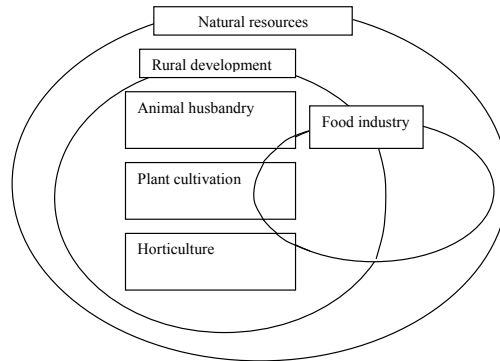 Natural resources
Rural development
Animal husbandry
Food industry
Plant cultivation
Horticulture